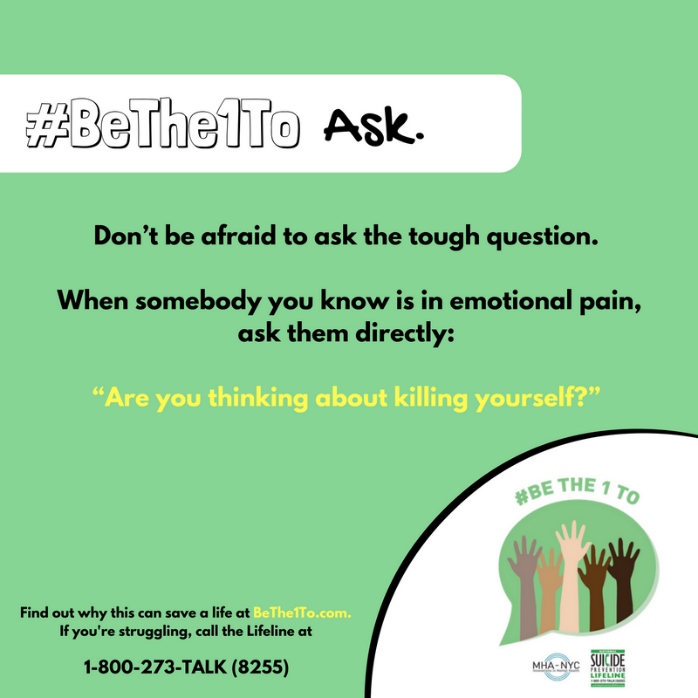 #BeThe1To Ask.
Don’t be afraid to ask the tough question.
When somebody you know is in emotional pain,
ask them directly:
“Are you thinking about killing yourself?”
#BE THE 1 TO
Find out why this can save a life at BeThe1To.com.
If you're struggling, call the Lifeline at
1-800-273-TALK (8255)
MHA-NYC
SUICIDE
PREVENTION
LIFELINE